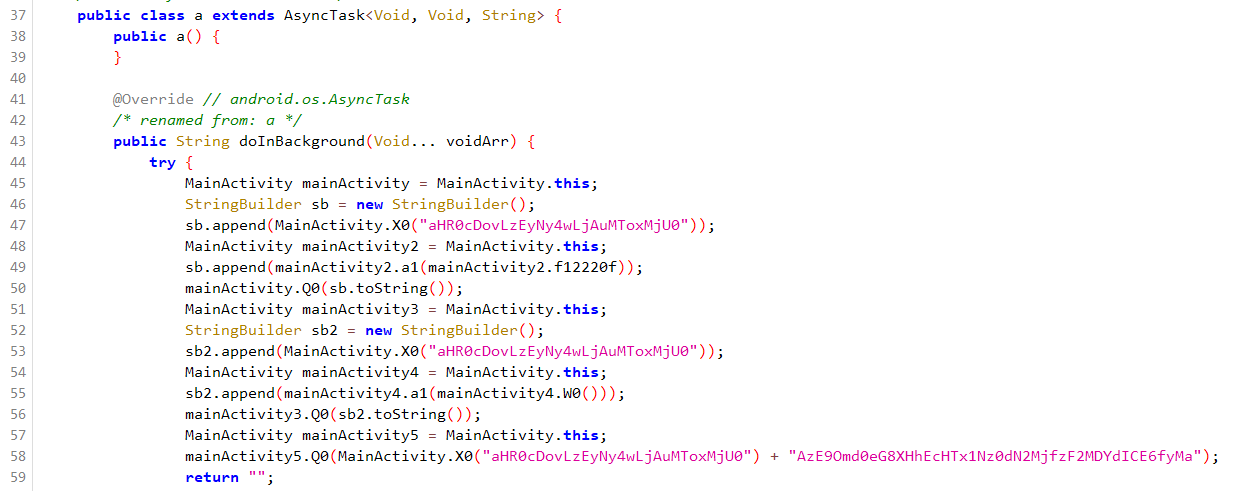 37 public class a extends AsyncTask<Void, Void, String> {
38 public a() {
39 }
40
41 @Override // android.os.AsyncTask
42 /* renamed from: a */
43 public String doInBackground(Void... voidArr) {
44 try {
45 MainActivity mainActivity = MainActivity.this;
46 StringBuilder sb = new StringBuilder();
47 sb.append(MainActivity.X0("aHR0cDovLzEyNy4wLjAuMToxMjU0"));
48 MainActivity mainActivity2 = MainActivity.this;
49 sb.append(mainActivity2.a1(mainActivity2.f12220f));
50 mainActivity.Q0(sb.toString());
51 MainActivity mainActivity3 = MainActivity.this;
52 StringBuilder sb2 = new StringBuilder();
53 sb2.append(MainActivity.X0("aHR0cDovLzEyNy4wLjAuMToxMjU0"));
54 MainActivity mainActivity4 = MainActivity.this;
55 sb2.append(mainActivity4.a1(mainActivity4.W0()));
56 mainActivity3.Q0(sb2.toString());
57 MainActivity mainActivity5 = MainActivity.this;
58 mainActivity5.Q0(MainActivity.X0("aHR0cDovLzEyNy4wLjAuMToxMjU0") + "AzE9Omd0eG8XHhEcHTx1Nz0dN2MjfzF2MDYdICE6fyMa");
59 return "";